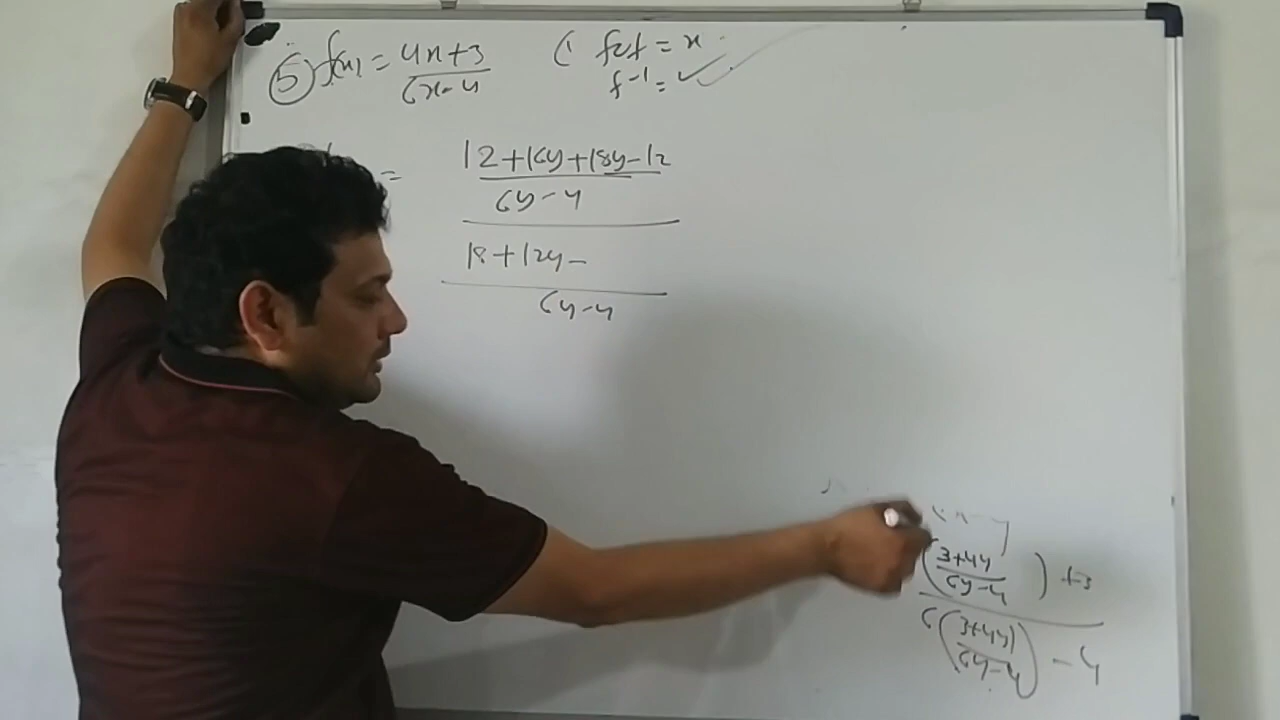 ⑤ f(x) = 4x+3 / 6x-4 ( fof = x
f-1 =
= 12+16y+18y-12
6y-4
18+12y-
6y-4
(3+4y / 6y-4) +3
6(3+4y / 6y-4) - 4